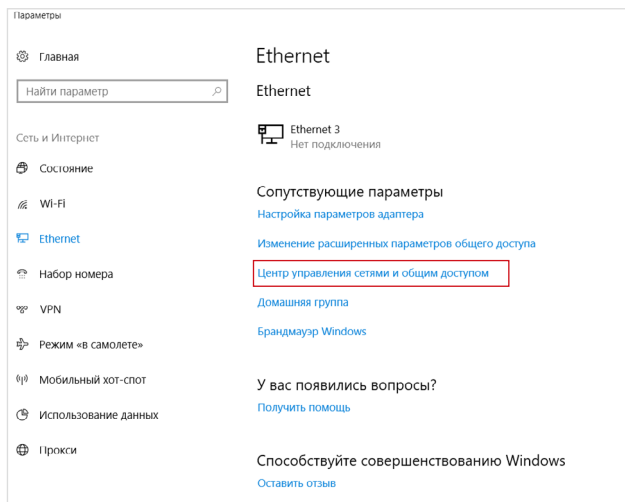 Параметры
Главная
Найти параметр
Сеть и Интернет
Состояние
Wi-Fi
Ethernet
Набор номера
VPN
Режим «в самолете»
Мобильный хот-спот
Использование данных
Прокси
Ethernet
Ethernet
Ethernet 3
Нет подключения
Сопутствующие параметры
Настройка параметров адаптера
Изменение расширенных параметров общего доступа
Центр управления сетями и общим доступом
Домашняя группа
Брандмауэр Windows
У вас появились вопросы?
Получить помощь
Способствуйте совершенствованию Windows
Оставить отзыв